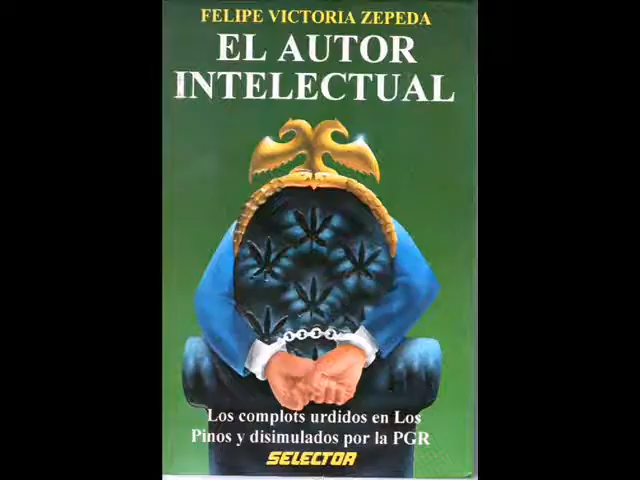 FELIPE VICTORIA ZEPEDA
EL AUTOR
INTELECTUAL
Los complots urdidos en Los
Pinos y disimulados por la PGR
SELECTOR